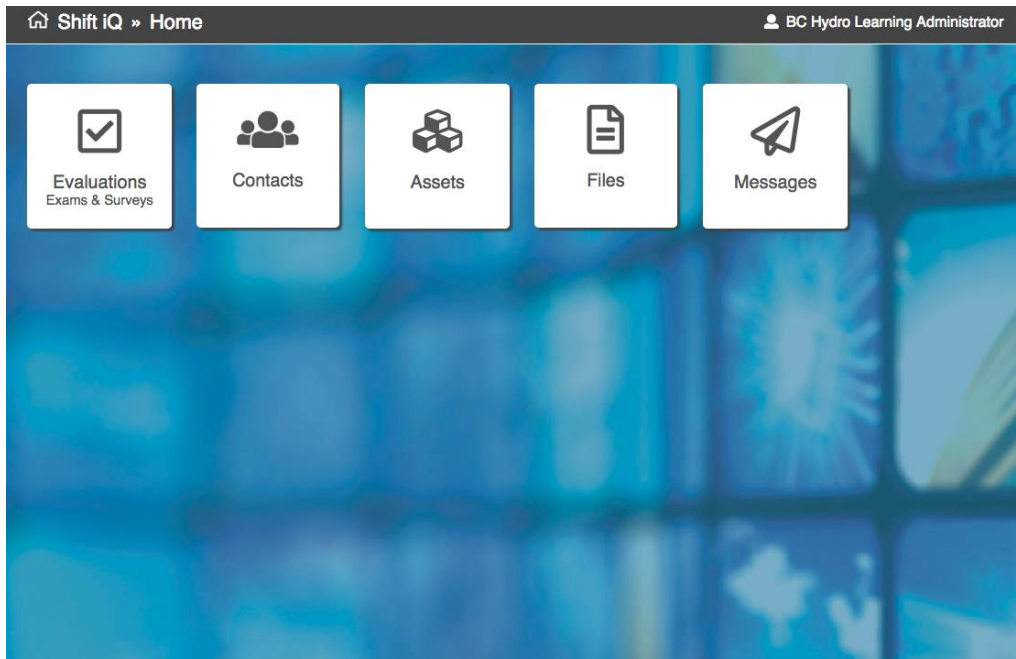 Shift iQ » Home
BC Hydro Learning Administrator
Evaluations
Exams & Surveys
Contacts
Assets
Files
Messages